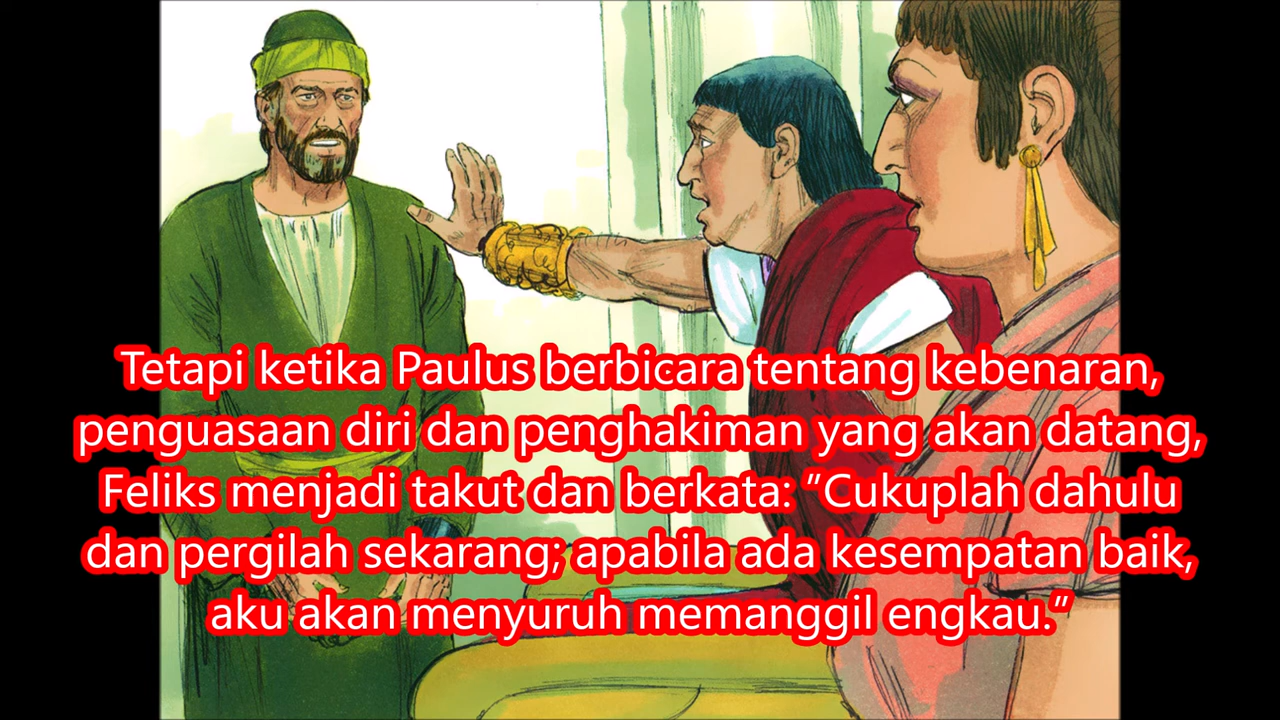 Tetapi ketika Paulus berbicara tentang kebenaran,
penguasaan diri dan penghakiman yang akan datang,
Feliks menjadi takut dan berkata: ”Cukuplah dahulu
dan pergilah sekarang; apabila ada kesempatan baik,
aku akan menyuruh memanggil engkau.”